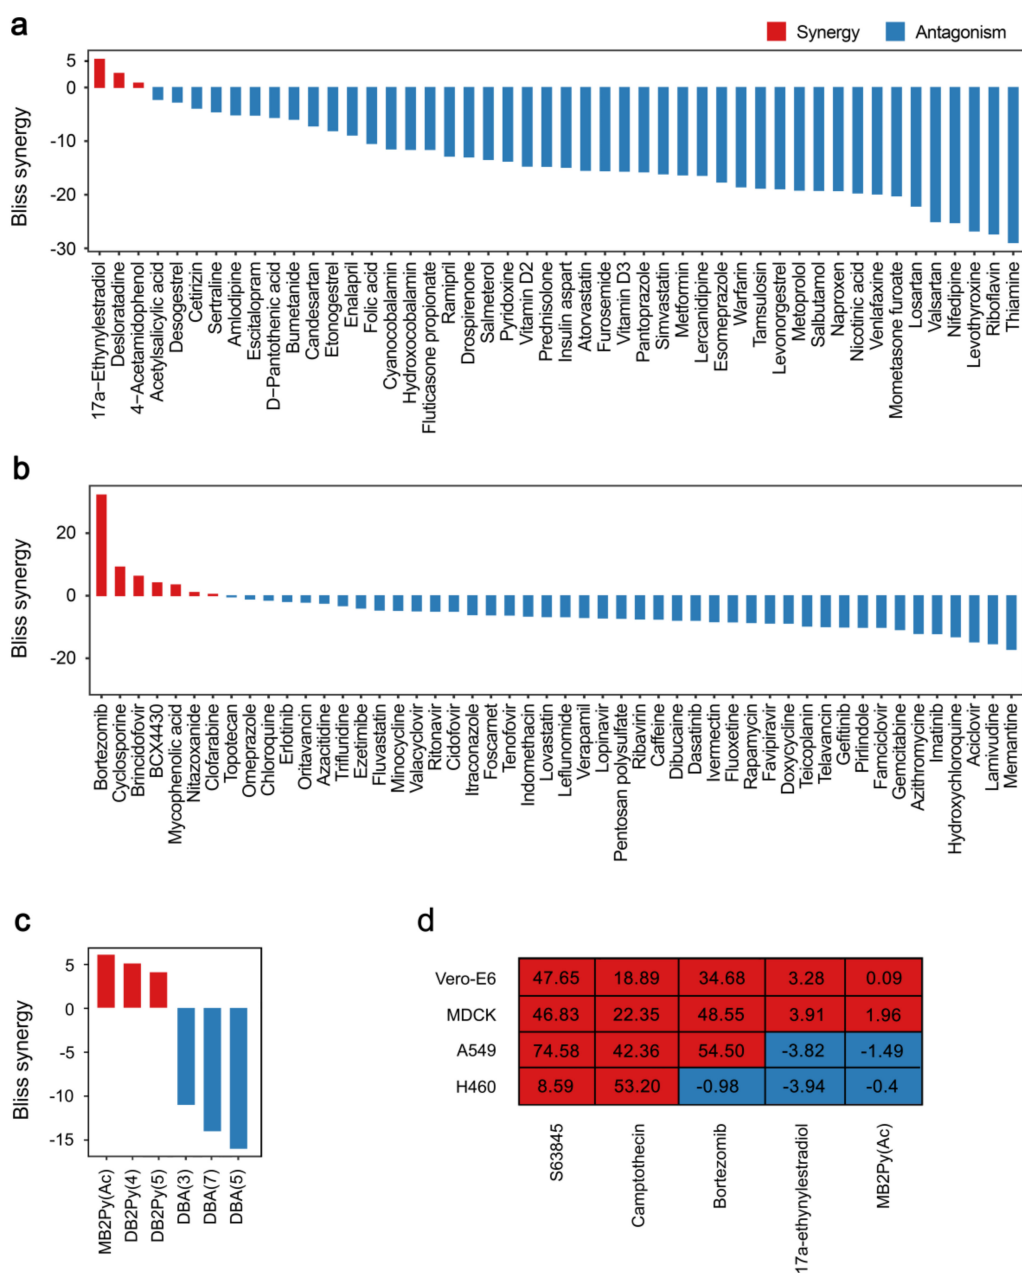 a
Synergy
Antagonism
Bliss synergy
5
0
-10
-20
-30
17a−Ethynylestradiol
Desloratadine
4−Acetamidophenol
Acetylsalicylic acid
Desogestrel
Cetirizin
Sertraline
Amlodipine
Escitalopram
D−Pantothenic acid
Bumetanide
Candesartan
Etonogestrel
Enalapril
Folic acid
Cyanocobalamin
Hydroxocobalamin
Fluticasone propionate
Ramipril
Drospirenone
Salmeterol
Pyridoxine
Vitamin D2
Prednisolone
Insulin aspart
Atorvastatin
Furosemide
Vitamin D3
Pantoprazole
Simvastatin
Metformin
Lercanidipine
Esomeprazole
Warfarin
Tamsulosin
Levonorgestrel
Metoprolol
Salbutamol
Naproxen
Nicotinic acid
Venlafaxine
Mometasone furoate
Losartan
Valsartan
Nifedipine
Levothyroxine
Riboflavin
Thiamine
b
Bliss synergy
20
0
-20
Bortezomib
Cyclosporine
Brincidofovir
BCX4430
Mycophenolic acid
Nitazoxanide
Clofarabine
Topotecan
Omeprazole
Chloroquine
Erlotinib
Oritavancin
Azacitidine
Trifluridine
Ezetimibe
Fluvastatin
Minocycline
Valacyclovir
Ritonavir
Cidofovir
Itraconazole
Foscarnet
Tenofovir
Indomethacin
Lovastatin
Leflunomide
Verapamil
Lopinavir
Pentosan polysulfate
Ribavirin
Caffeine
Dibucaine
Dasatinib
Ivermectin
Fluoxetine
Rapamycin
Favipiravir
Doxycycline
Teicoplanin
Telavancin
Gefitinib
Pirlindole
Famciclovir
Gemcitabine
Azithromycine
Imatinib
Hydroxychloroquine
Aciclovir
Lamivudine
Memantine
c
Bliss synergy
5
0
-5
-10
-15
MB2Py(Ac)
DB2Py(4)
DB2Py(5)
DBA(3)
DBA(7)
DBA(5)
d
Vero-E6 47.65 18.89 34.68 3.28 0.09
MDCK 46.83 22.35 48.55 3.91 1.96
A549 74.58 42.36 54.50 -3.82 -1.49
H460 8.59 53.20 -0.98 -3.94 -0.4
S63845
Camptothecin
Bortezomib
17a-ethynylestradiol
MB2Py(Ac)